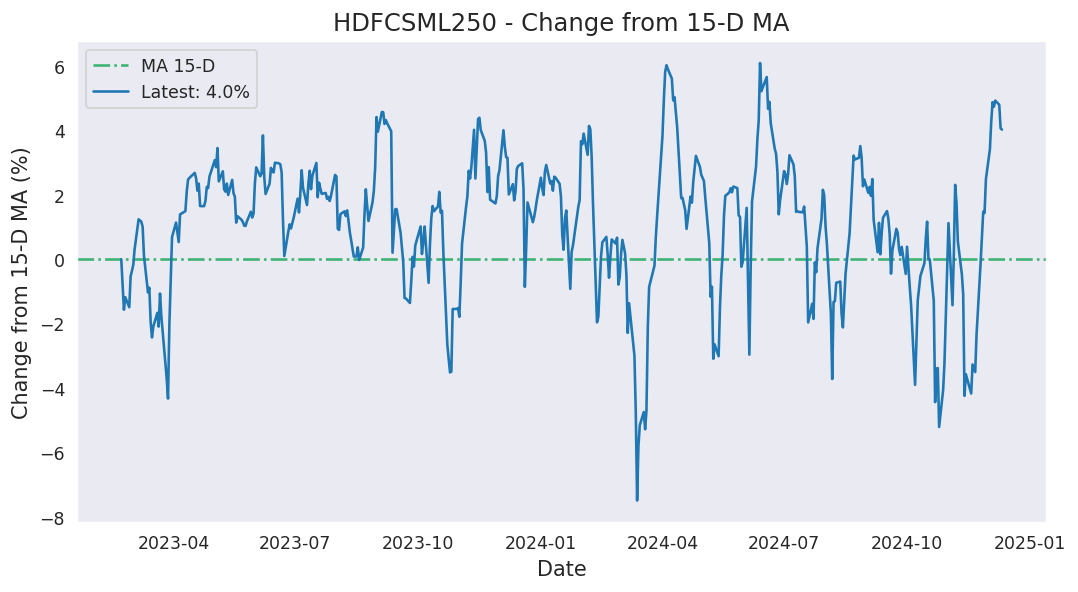 HDFCSML250 - Change from 15-D MA
MA 15-D
Latest: 4.0%
Change from 15-D MA (%)
6
4
2
0
−2
−4
−6
−8
2023-04 2023-07 2023-10 2024-01 2024-04 2024-07 2024-10 2025-01
Date